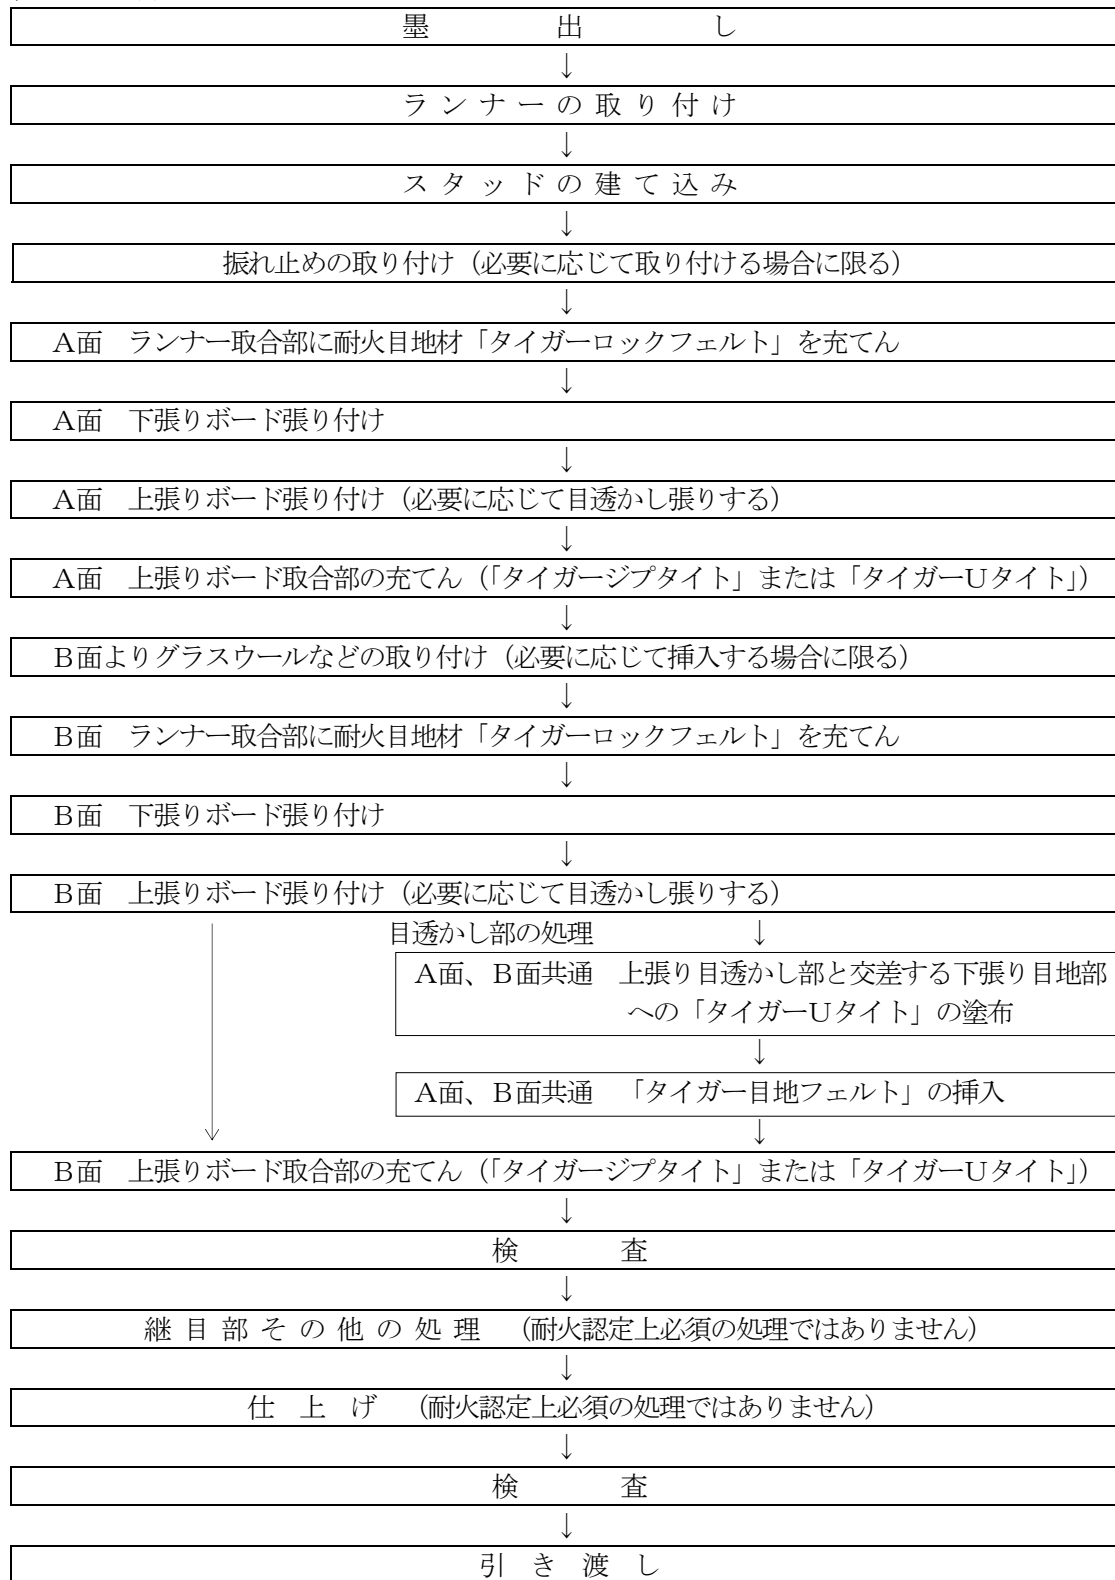 墨出し
↓
ランナーの取り付け
↓
スタッドの建て込み
↓
振れ止めの取り付け（必要に応じて取り付ける場合に限る）
↓
A面　ランナー取合部に耐火目地材「タイガーロックフェルト」を充てん
↓
A面　下張りボード張り付け
↓
A面　上張りボード張り付け（必要に応じて目透かし張りする）
↓
A面　上張りボード取合部の充てん（「タイガージプタイト」または「タイガーUタイト」）
↓
B面よりグラスウールなどの取り付け（必要に応じて挿入する場合に限る）
↓
B面　ランナー取合部に耐火目地材「タイガーロックフェルト」を充てん
↓
B面　下張りボード張り付け
↓
B面　上張りボード張り付け（必要に応じて目透かし張りする）
目透かし部の処理　↓
A面、B面共通　上張り目透かし部と交差する下張り目地部
への「タイガーUタイト」の塗布
↓
A面、B面共通　「タイガー目地フェルト」の挿入
↓
B面　上張りボード取合部の充てん（「タイガージプタイト」または「タイガーUタイト」）
↓
検査
↓
継目部その他の処理　（耐火認定上必須の処理ではありません）
↓
仕上げ　（耐火認定上必須の処理ではありません）
↓
検査
↓
引き渡し